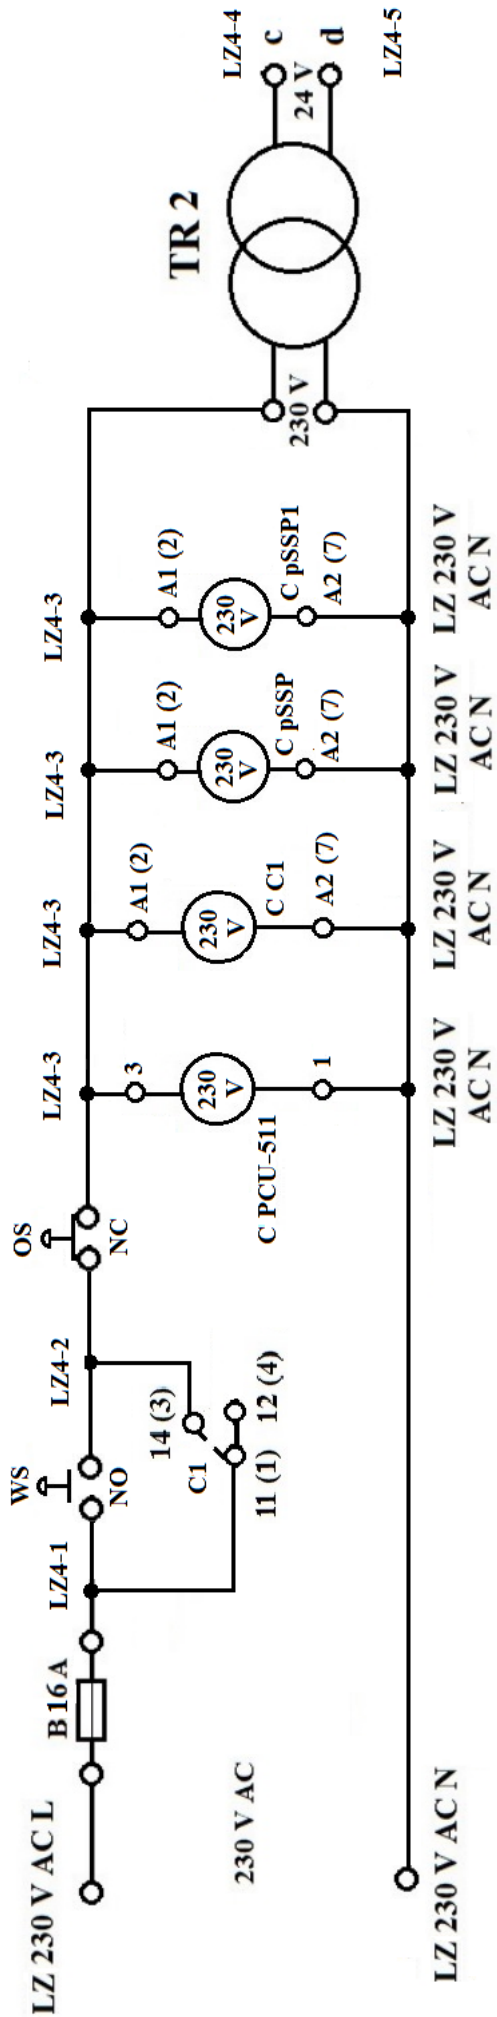 LZ 230 V AC L
B 16 A
LZ4-1
WS
NO
LZ4-2
OS
NC
LZ4-3
LZ4-3
LZ4-3
LZ4-3
C1
14 (3)
11 (1)
12 (4)
3
230
V
C PCU-511
1
A1 (2)
230
V
C C1
A2 (7)
A1 (2)
230
V
C pSSP
A2 (7)
A1 (2)
230
V
C pSSP1
A2 (7)
230 V
TR 2
24 V
LZ4-4
c
d
LZ4-5
230 V AC
LZ 230 V AC N
LZ 230 V
AC N
LZ 230 V
AC N
LZ 230 V
AC N
LZ 230 V
AC N